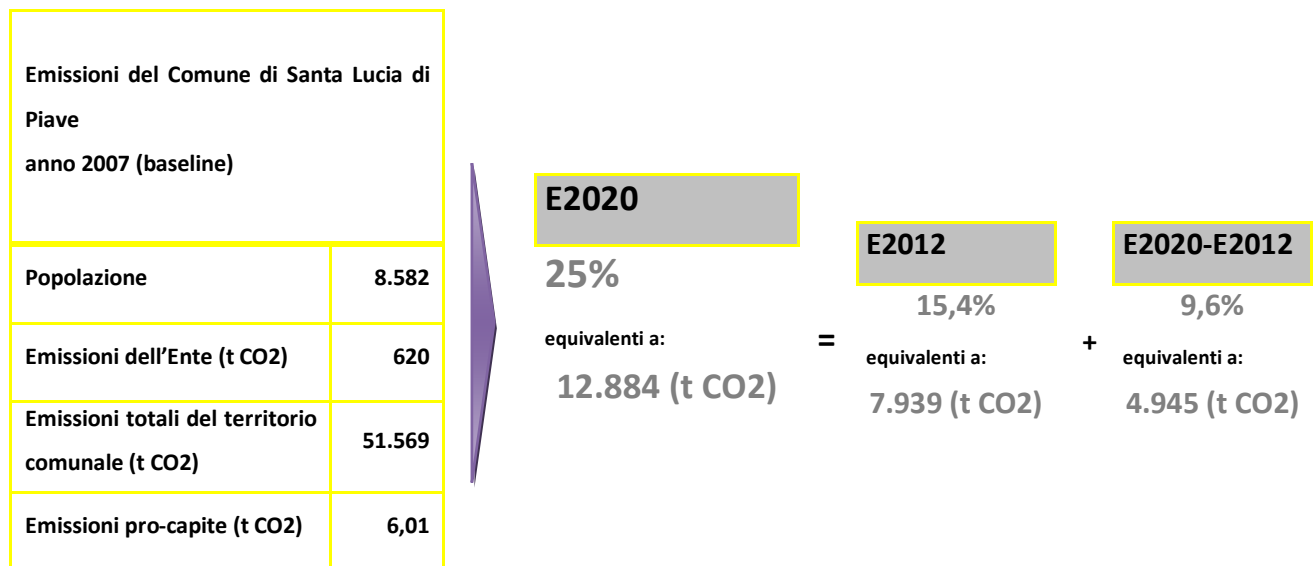 Emissioni del Comune di Santa Lucia di
Piave
anno 2007 (baseline)
Popolazione 8.582
Emissioni dell’Ente (t CO2) 620
Emissioni totali del territorio
comunale (t CO2) 51.569
Emissioni pro-capite (t CO2) 6,01
E2020
25%
equivalenti a:
12.884 (t CO2)
=
E2012
15,4%
equivalenti a:
7.939 (t CO2)
+
E2020-E2012
9,6%
equivalenti a:
4.945 (t CO2)